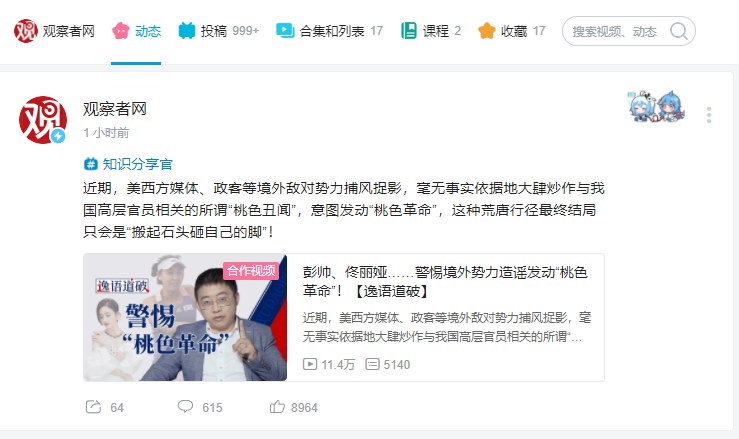 观 观察者网 动态 投稿 999+ 合集和列表 17 课程 2 收藏 17 搜索视频、动态
观 观察者网
1 小时前
知识分享官
近期，美西方媒体、政客等境外敌对势力捕风捉影，毫无事实依据地大肆炒作与我
国高层官员相关的所谓“桃色丑闻”，意图发动“桃色革命”，这种荒唐行径最终结局
只会是“搬起石头砸自己的脚”！
合作视频
逸语道破
警惕
“桃色革命”
彭帅、佟丽娅……警惕境外势力造谣发动“桃色
革命”！【逸语道破】
近期，美西方媒体、政客等境外敌对势力捕风捉影，毫
无事实依据地大肆炒作与我国高层官员相关的所谓“...
11.4万 5140
64 615 8964